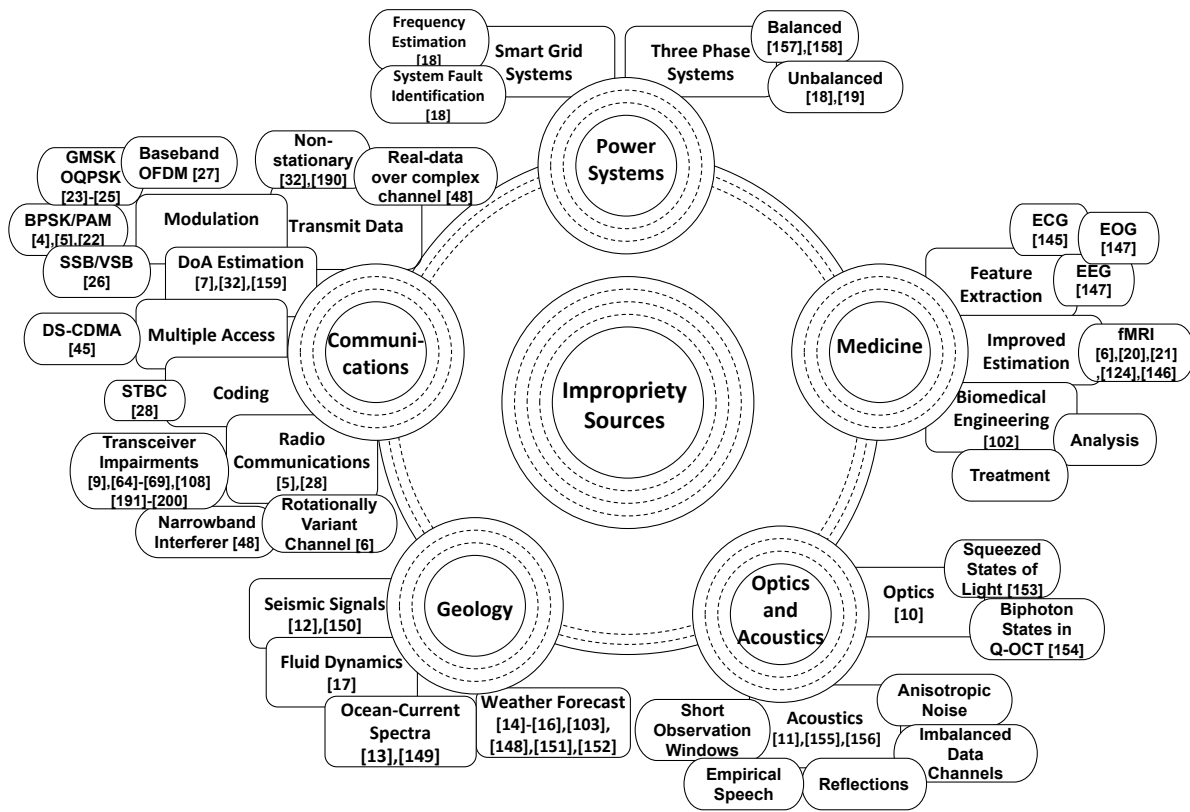 Frequency
Estimation
[18]
System Fault
Identification
[18]
Smart Grid
Systems
Three Phase
Systems
Balanced
[157],[158]
Unbalanced
[18],[19]
Power
Systems
GMSK
OQPSK
[23]-[25]
Baseband
OFDM [27]
Non-
stationary
[32],[190]
Real-data
over complex
channel [48]
BPSK/PAM
[4],[5],[22]
Modulation
Transmit Data
SSB/VSB
[26]
DoA Estimation
[7],[32],[159]
DS-CDMA
[45]
Multiple Access
STBC
[28]
Coding
Transceiver
Impairments
[9],[64]-[69],[108]
[191]-[200]
Radio
Communications
[5],[28]
Narrowband
Interferer [48]
Rotationally
Variant
Channel [6]
Communi-
cations
Impropriety
Sources
Medicine
ECG
[145]
EOG
[147]
EEG
[147]
Feature
Extraction
Improved
Estimation
fMRI
[6],[20],[21]
,[124],[146]
Biomedical
Engineering
[102]
Analysis
Treatment
Geology
Seismic Signals
[12],[150]
Fluid Dynamics
[17]
Ocean-Current
Spectra
[13],[149]
Weather Forecast
[14]-[16],[103],
[148],[151],[152]
Optics
and
Acoustics
Optics
[10]
Squeezed
States of
Light [153]
Biphoton
States in
Q-OCT [154]
Short
Observation
Windows
Acoustics
[11],[155],[156]
Anisotropic
Noise
Imbalanced
Data
Channels
Empirical
Speech
Reflections